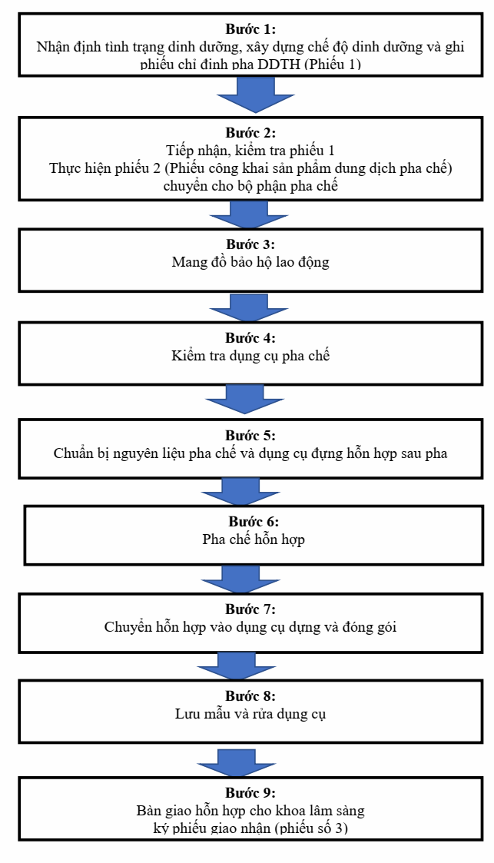 Bước 1:
Nhận định tình trạng dinh dưỡng, xây dựng chế độ dinh dưỡng và ghi
phiếu chỉ định pha DDTH (Phiếu 1)
Bước 2:
Tiếp nhận, kiểm tra phiếu 1
Thực hiện phiếu 2 (Phiếu công khai sản phẩm dung dịch pha chế)
chuyển cho bộ phận pha chế
Bước 3:
Mang đồ bảo hộ lao động
Bước 4:
Kiểm tra dụng cụ pha chế
Bước 5:
Chuẩn bị nguyên liệu pha chế và dụng cụ đựng hỗn hợp sau pha
Bước 6:
Pha chế hỗn hợp
Bước 7:
Chuyển hỗn hợp vào dụng cụ dựng và đóng gói
Bước 8:
Lưu mẫu và rửa dụng cụ
Bước 9:
Bàn giao hỗn hợp cho khoa lâm sàng
ký phiếu giao nhận (phiếu số 3)